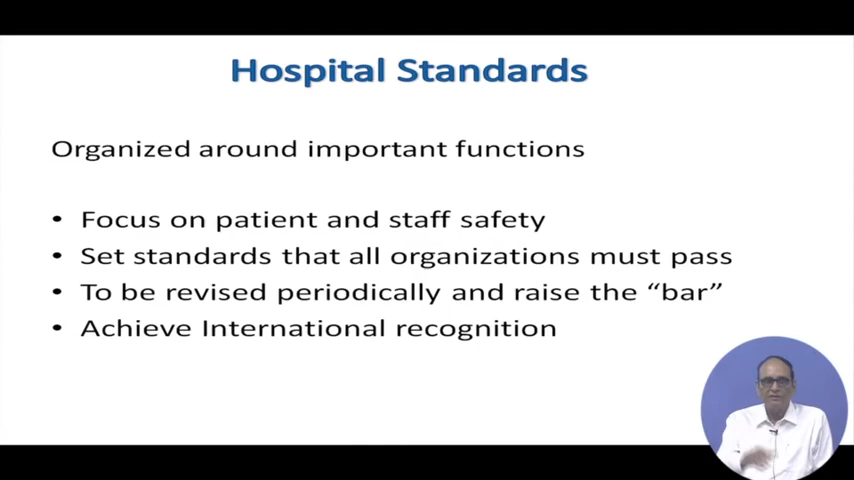 Hospital Standards
Organized around important functions
• Focus on patient and staff safety
• Set standards that all organizations must pass
• To be revised periodically and raise the “bar”
• Achieve International recognition